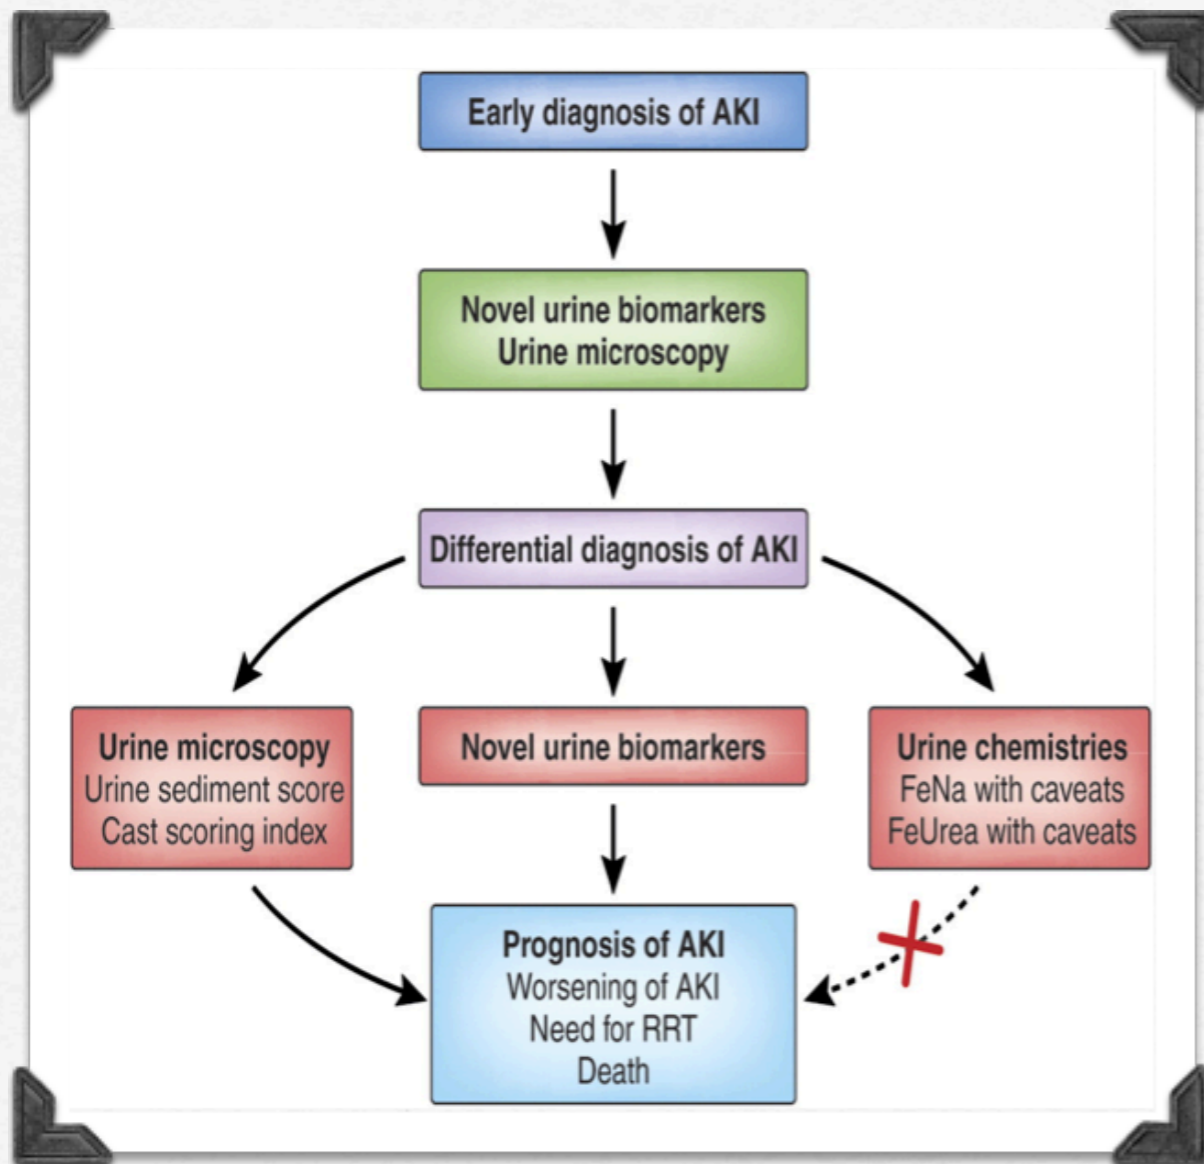 Early diagnosis of AKI
Novel urine biomarkers
Urine microscopy
Differential diagnosis of AKI
Urine microscopy
Urine sediment score
Cast scoring index
Novel urine biomarkers
Urine chemistries
FeNa with caveats
FeUrea with caveats
Prognosis of AKI
Worsening of AKI
Need for RRT
Death